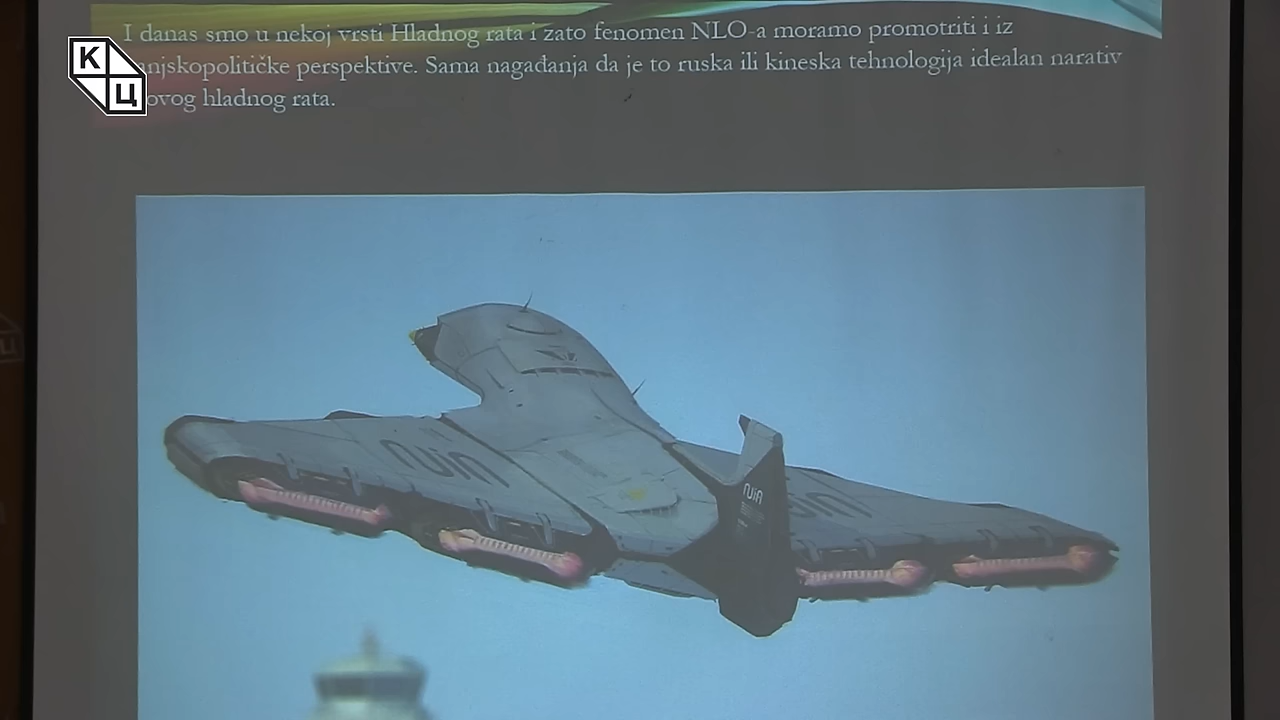 I danas smo u nekoj vrsti Hladnog rata i zato fenomen NLO-a moramo promotriti i iz
anjskopolitičke perspektive. Sama nagađanja da je to ruska ili kineska tehnologija idealan narativ
ovog hladnog rata.
К
Ц